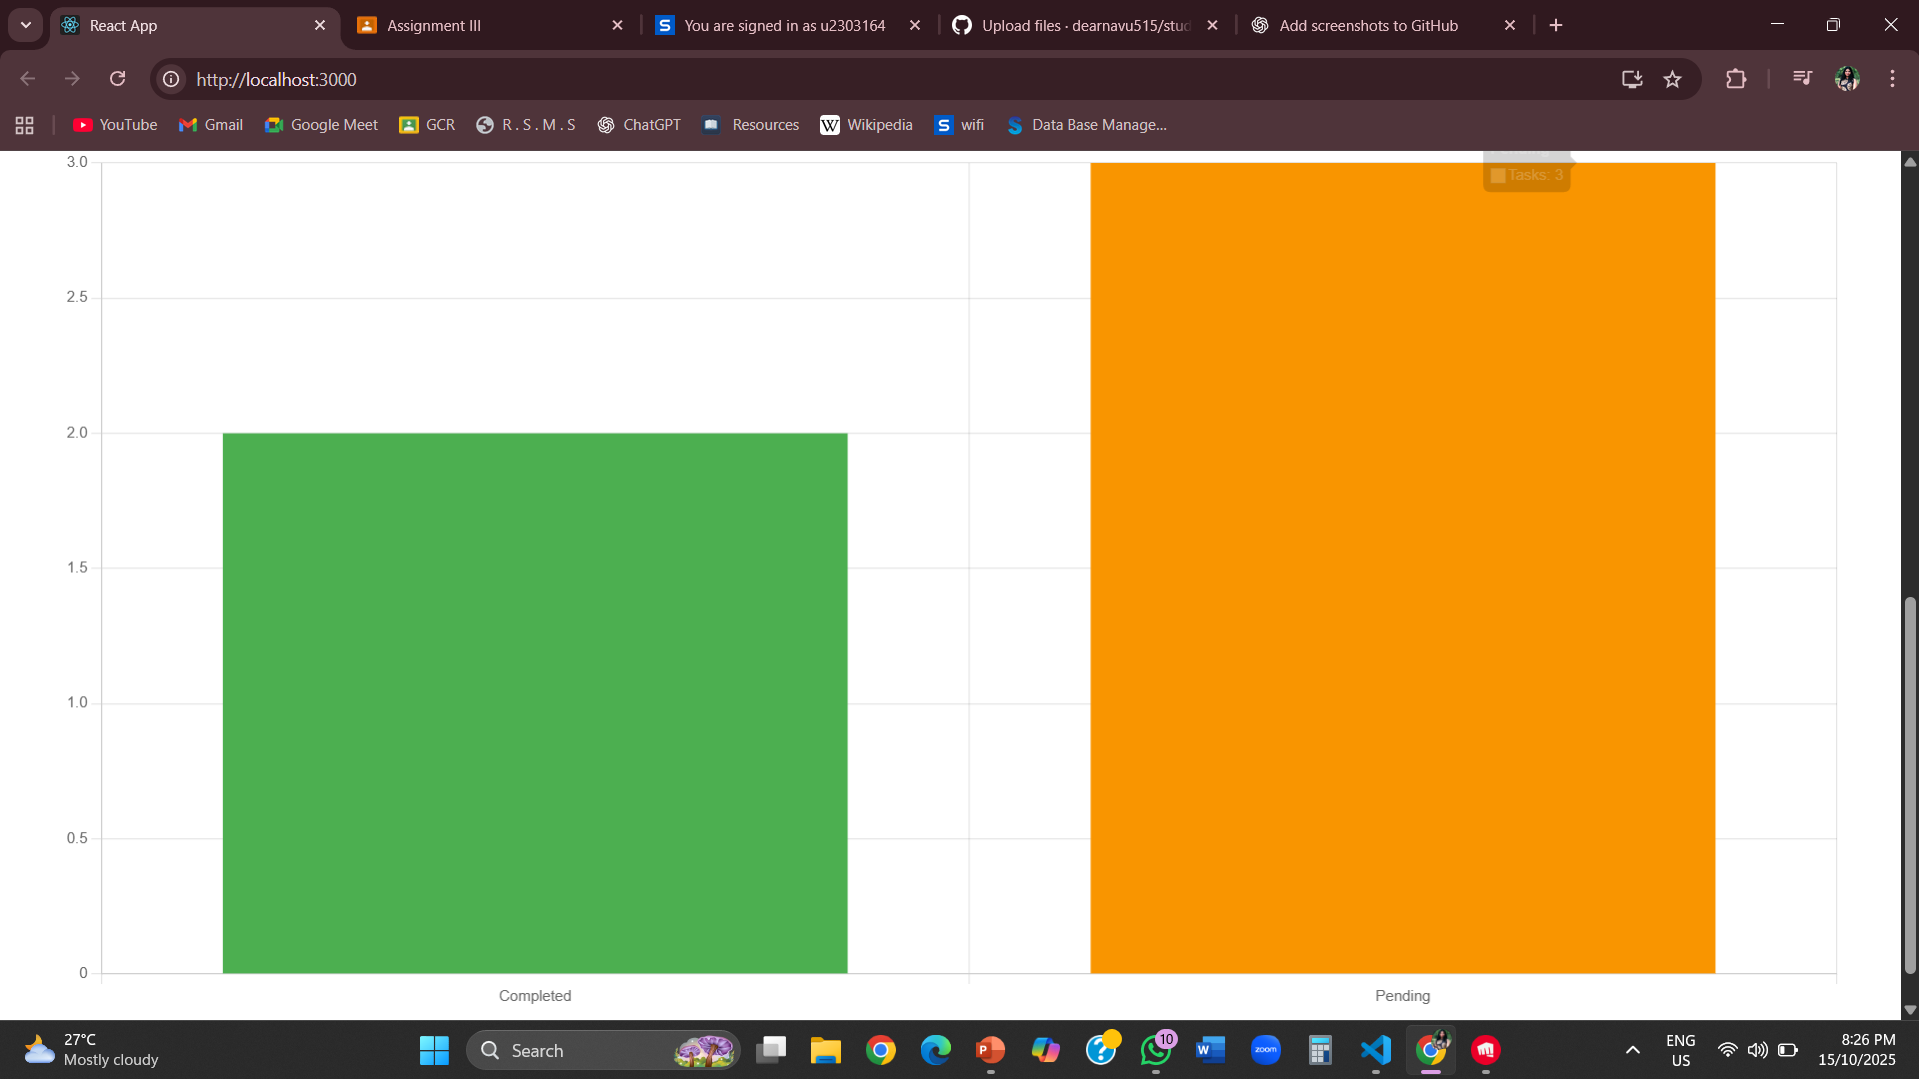 React App
Assignment III
You are signed in as u2303164
Upload files · dearnavu515/stud
Add screenshots to GitHub
http://localhost:3000
YouTube
Gmail
Google Meet
GCR
R . S . M . S
ChatGPT
Resources
Wikipedia
wifi
Data Base Manage...
3.0
Tasks: 3
2.5
2.0
1.5
1.0
0.5
0
Completed
Pending
27°C
Mostly cloudy
Search
10
zoom
ENG
US
8:26 PM
15/10/2025